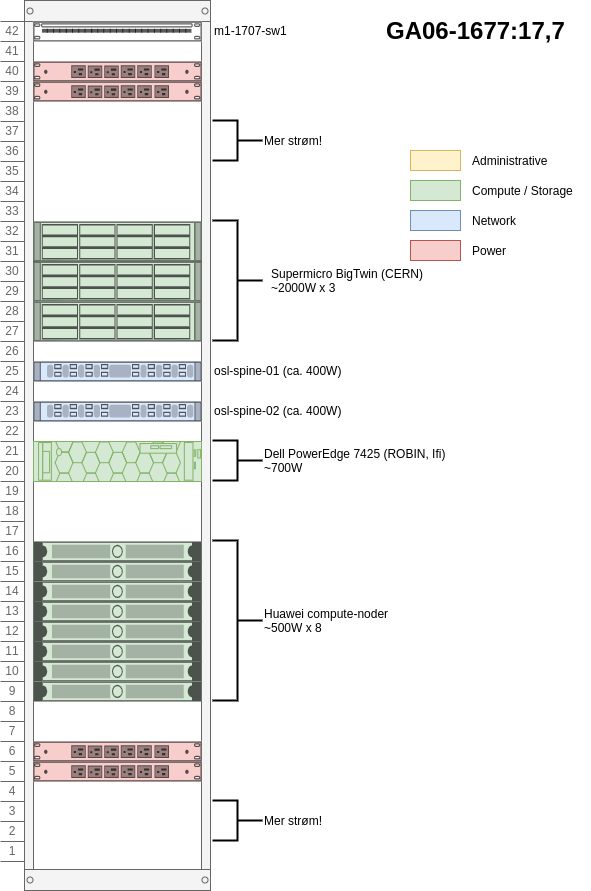 GA06-1677:17,7
42
m1-1707-sw1
41
40
39
38
37
Mer strøm!
36
35
34
33
32
31
30
29
28
27
Supermicro BigTwin (CERN)
~2000W x 3
26
25
osl-spine-01 (ca. 400W)
24
23
osl-spine-02 (ca. 400W)
22
21
20
Dell PowerEdge 7425 (ROBIN, Ifi)
~700W
19
18
17
16
15
14
13
12
11
10
9
Huawei compute-noder
~500W x 8
8
7
6
5
4
3
2
1
Mer strøm!
Administrative
Compute / Storage
Network
Power